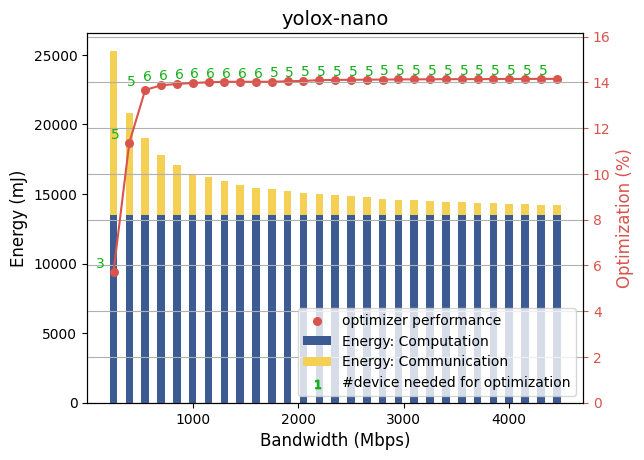 yolox-nano
Energy (mJ)
25000
20000
15000
10000
5000
0
1000
2000
3000
4000
Bandwidth (Mbps)
16
14
12
10
8
6
4
2
0
Optimization (%)
5 6 6 6 6 6 6 6 6 5 5 5 5 5 5 5 5 5 5 5 5 5 5 5 5 5 5
5
3
optimizer performance
Energy: Computation
Energy: Communication
1 #device needed for optimization